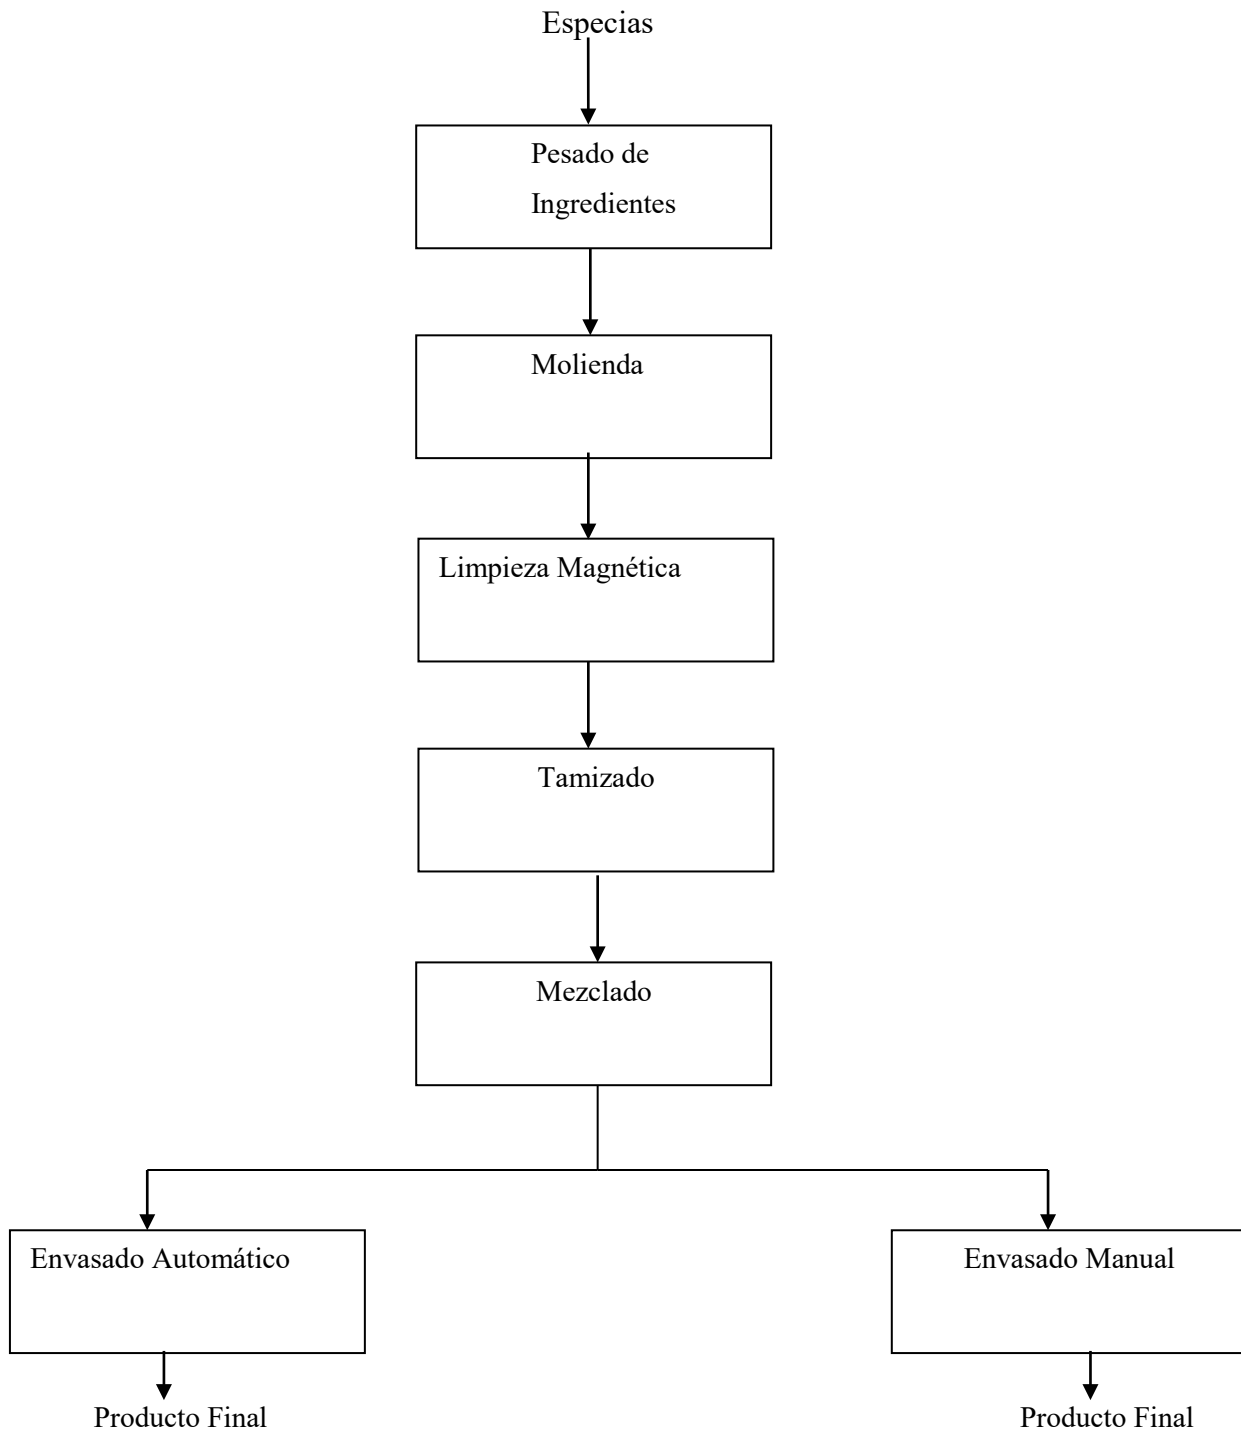 Especias
Pesado de
Ingredientes
Molienda
Limpieza Magnética
Tamizado
Mezclado
Envasado Automático
Envasado Manual
Producto Final
Producto Final